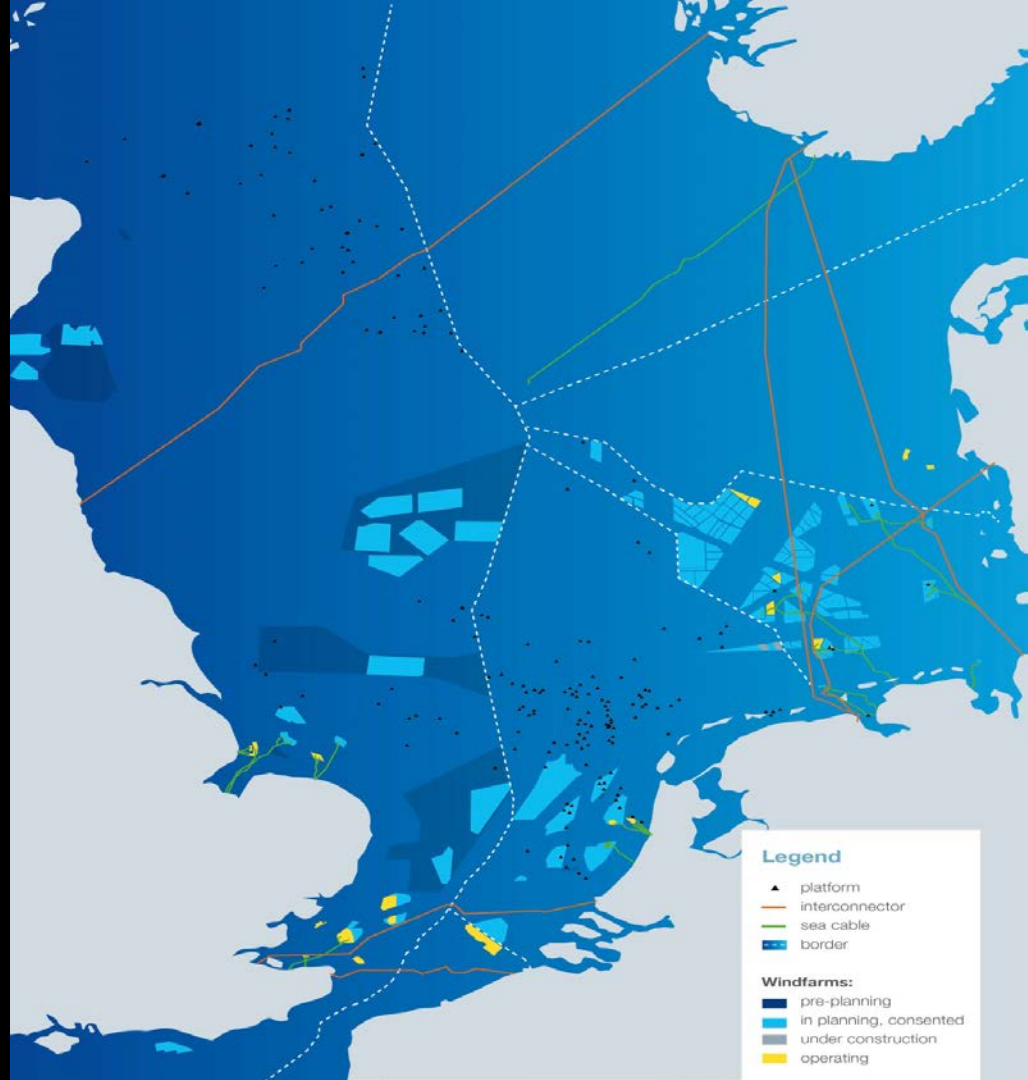 Legend
platform
interconnector
sea cable
border
Windfarms:
pre-planning
in planning, consented
under construction
operating